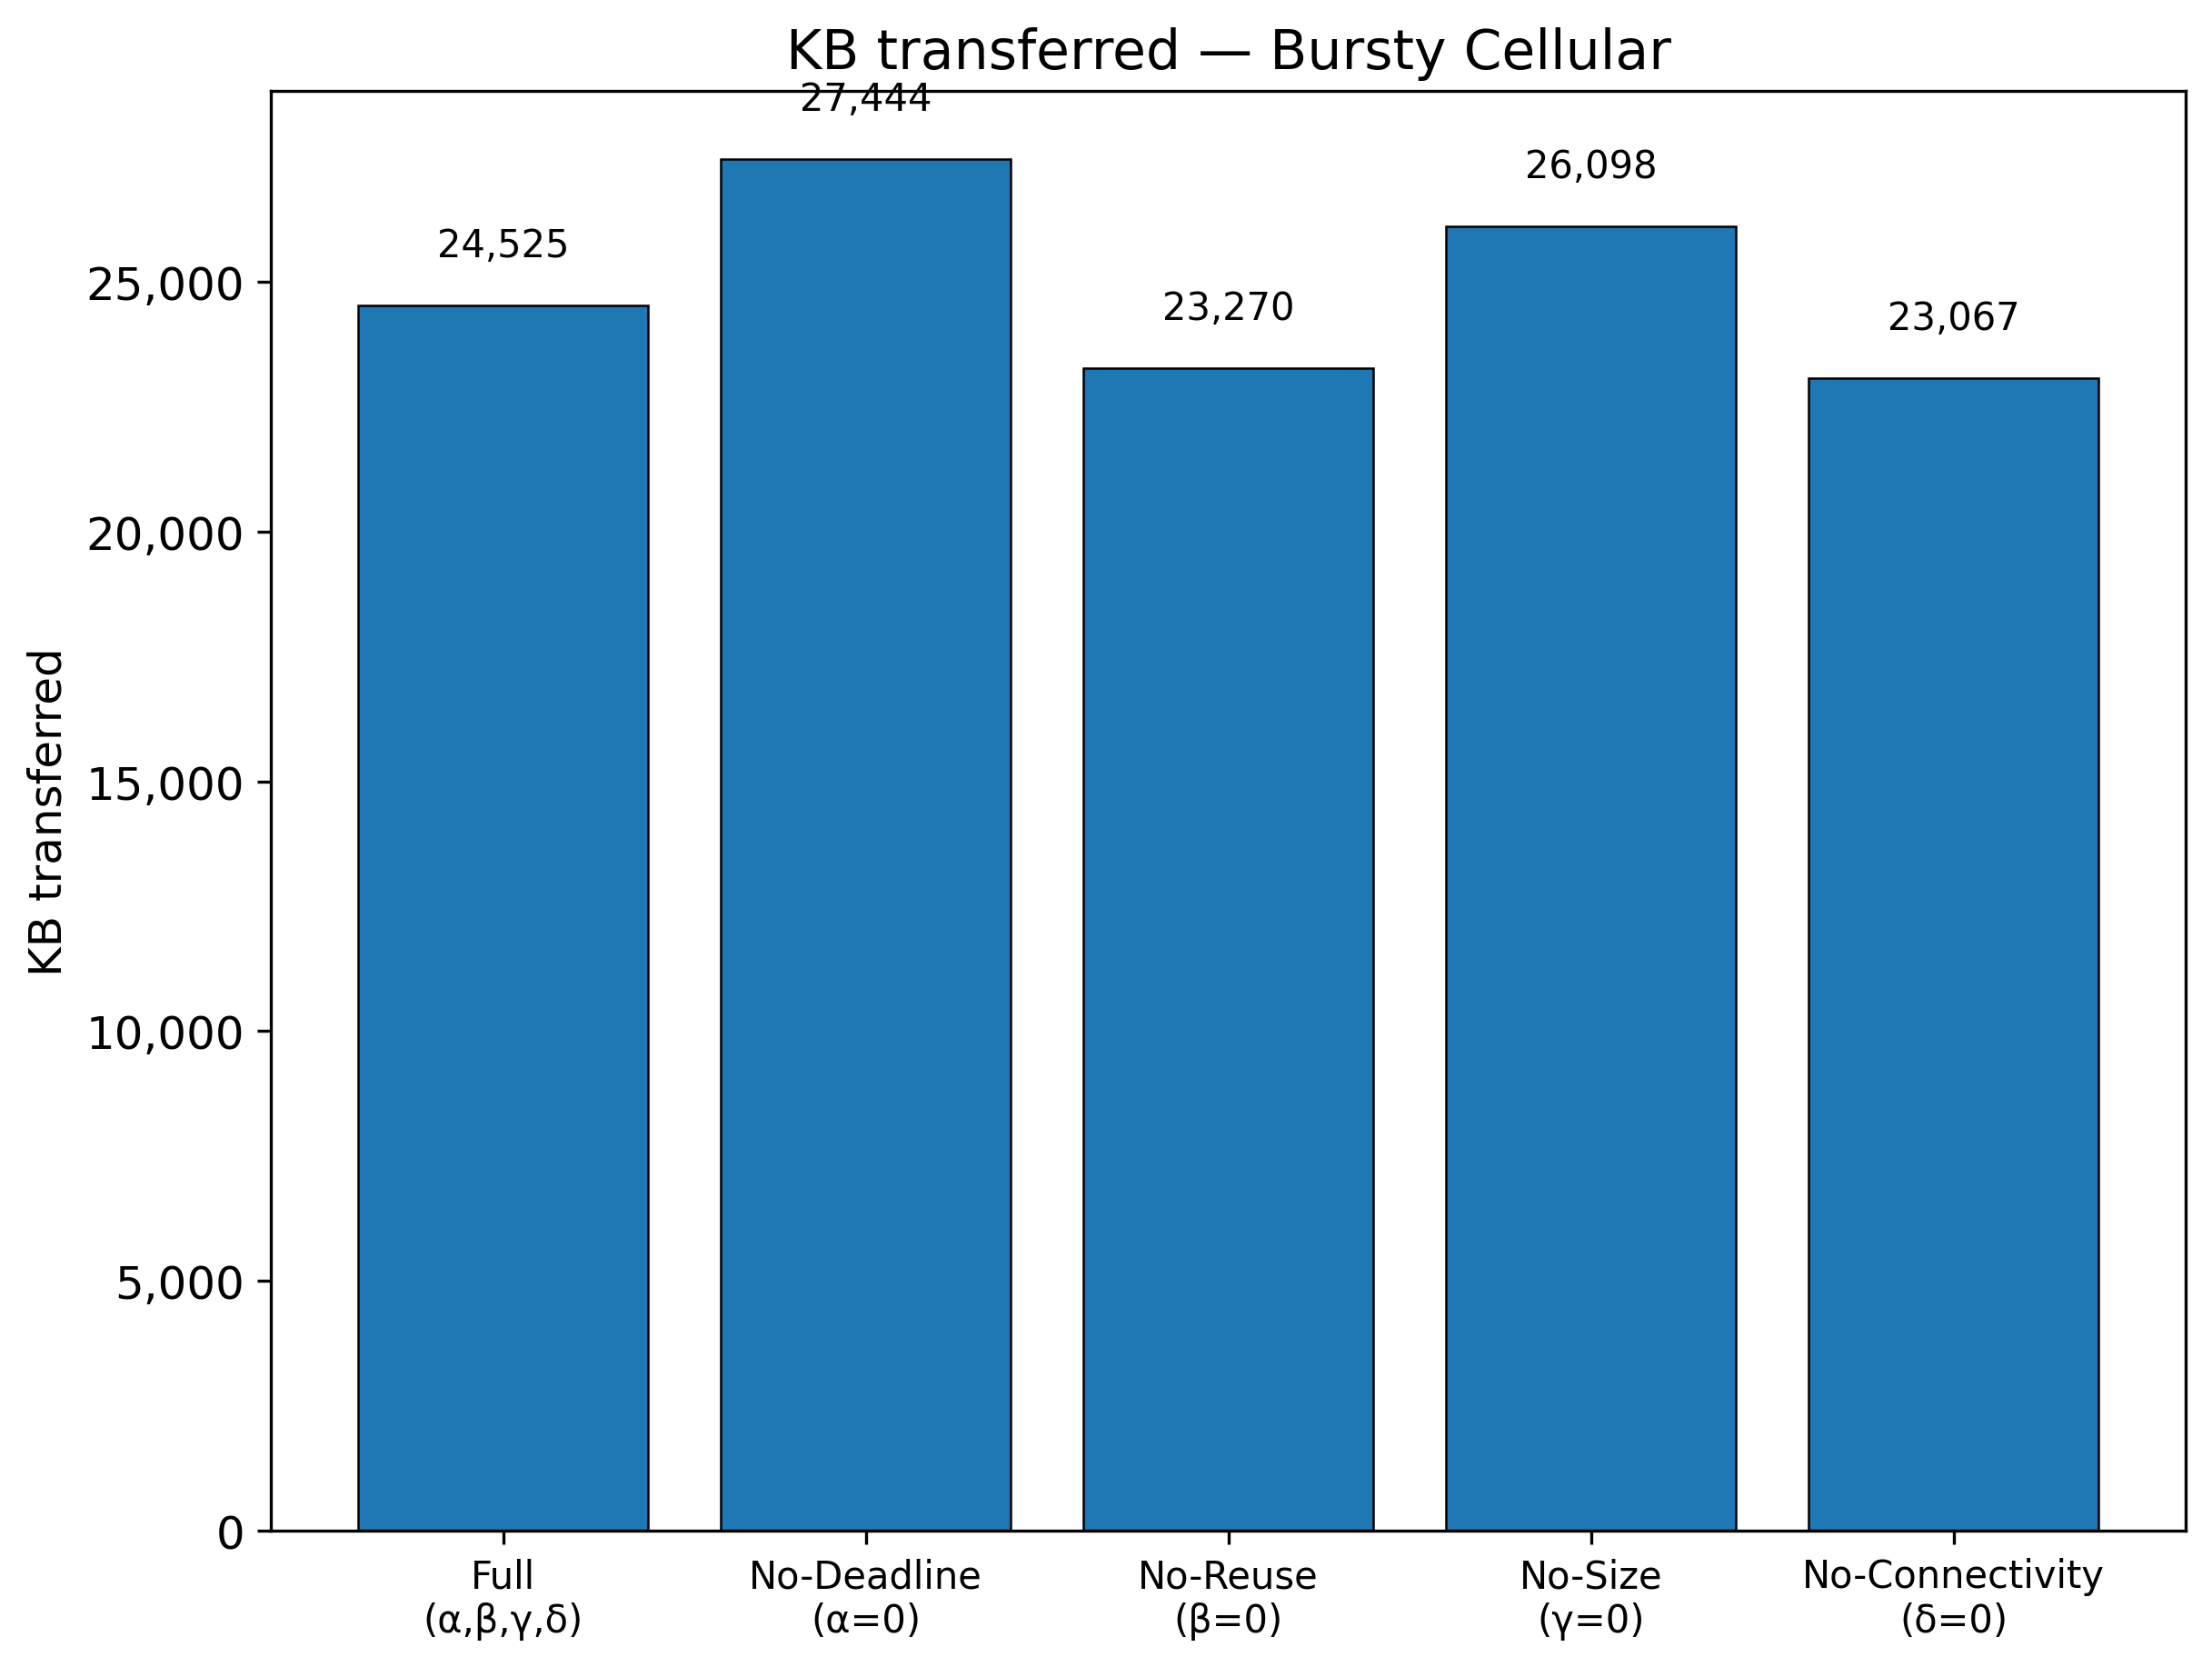 KB transferred — Bursty Cellular
27,444
26,098
24,525
23,270
23,067
25,000
20,000
15,000
10,000
5,000
0
KB transferred
Full
(α,β,γ,δ)
No-Deadline
(α=0)
No-Reuse
(β=0)
No-Size
(γ=0)
No-Connectivity
(δ=0)